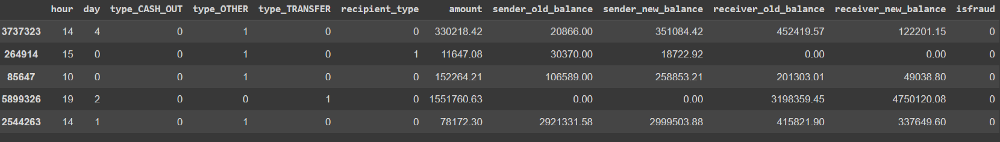 hour day type_CASH_OUT type_OTHER type_TRANSFER recipient_type amount sender_old_balance sender_new_balance receiver_old_balance receiver_new_balance isfraud
3737323 14 4 0 1 0 0 330218.42 20866.00 351084.42 452419.57 122201.15 0
264914 15 0 0 1 0 1 11647.08 30370.00 18722.92 0.00 0.00 0
85647 10 0 0 1 0 0 152264.21 106589.00 258853.21 201303.01 49038.80 0
5899326 19 2 0 0 1 0 1551760.63 0.00 0.00 3198359.45 4750120.08 0
2544263 14 1 0 1 0 0 78172.30 2921331.58 2999503.88 415821.90 337649.60 0